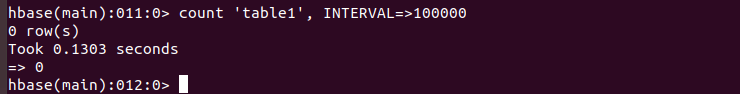 hbase(main):011:0> count 'table1', INTERVAL=>100000
0 row(s)
Took 0.1303 seconds
=> 0
hbase(main):012:0>